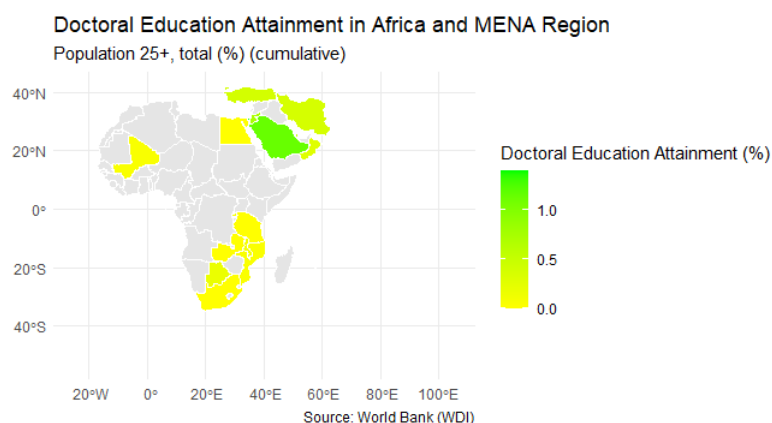 Doctoral Education Attainment in Africa and MENA Region
Population 25+, total (%) (cumulative)
40°N
20°N
0°
20°S
40°S
20°W 0° 20°E 40°E 60°E 80°E 100°E
Doctoral Education Attainment (%)
1.0
0.5
0.0
Source: World Bank (WDI)